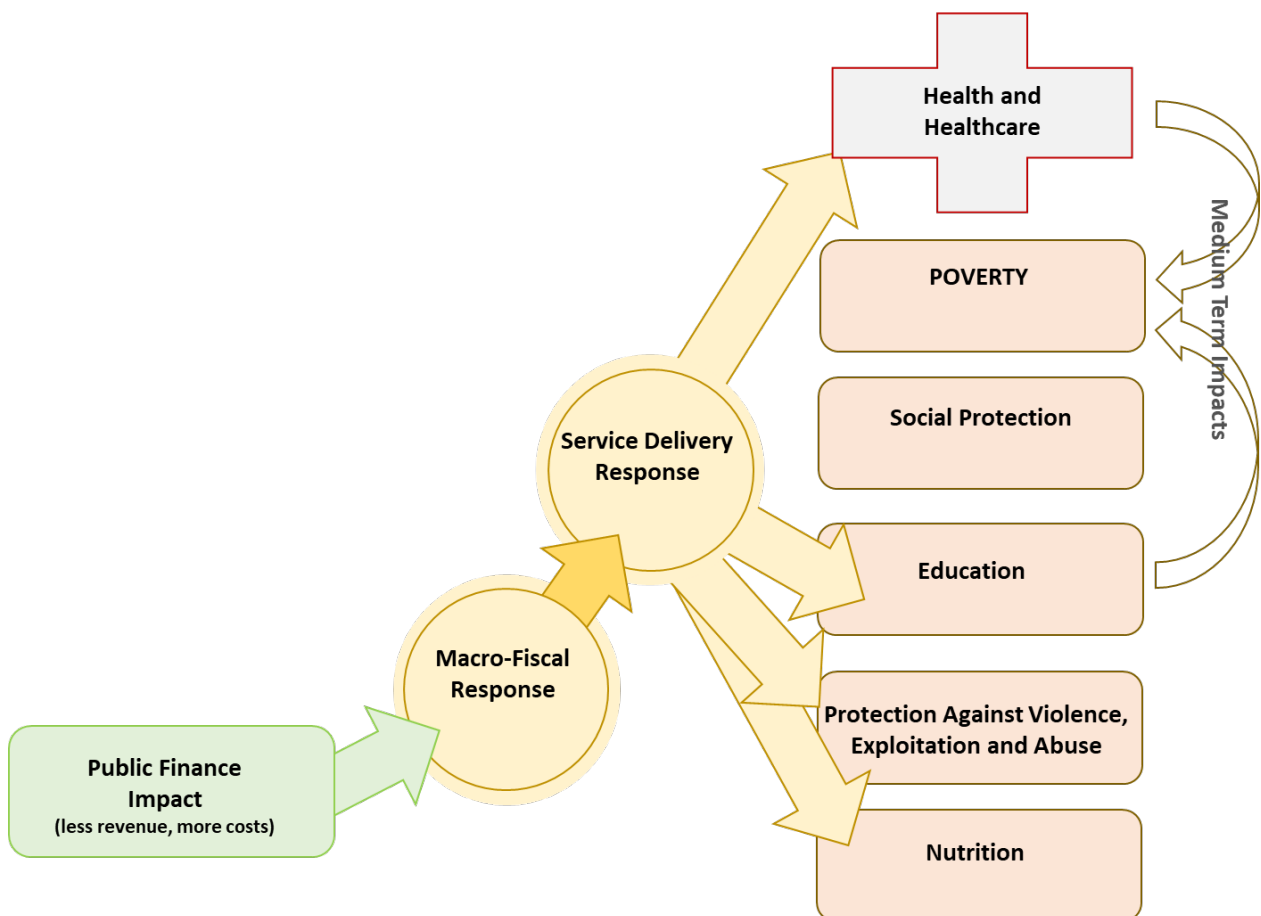 Health and
Healthcare
Medium Term Impacts
POVERTY
Social Protection
Service Delivery
Response
Education
Macro-Fiscal
Response
Protection Against Violence,
Exploitation and Abuse
Public Finance
Impact
(less revenue, more costs)
Nutrition